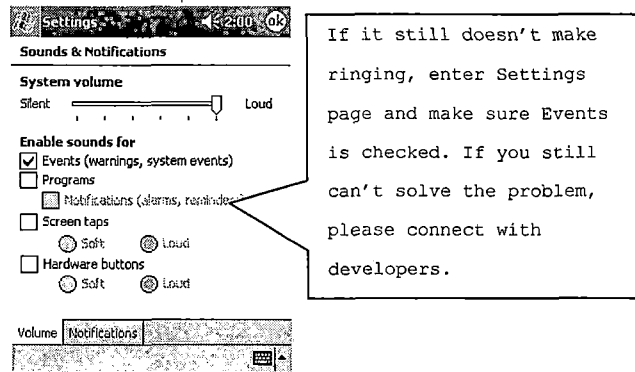 Settings 2:00 ok
Sounds & Notifications
System volume
Silent Loud
Enable sounds for
Events (warnings, system events)
Programs
Notifications (alarms, reminders)
Screen taps
Soft Loud
Hardware buttons
Soft Loud
Volume Notifications
If it still doesn't make
ringing, enter Settings
page and make sure Events
is checked. If you still
can't solve the problem,
please connect with
developers.